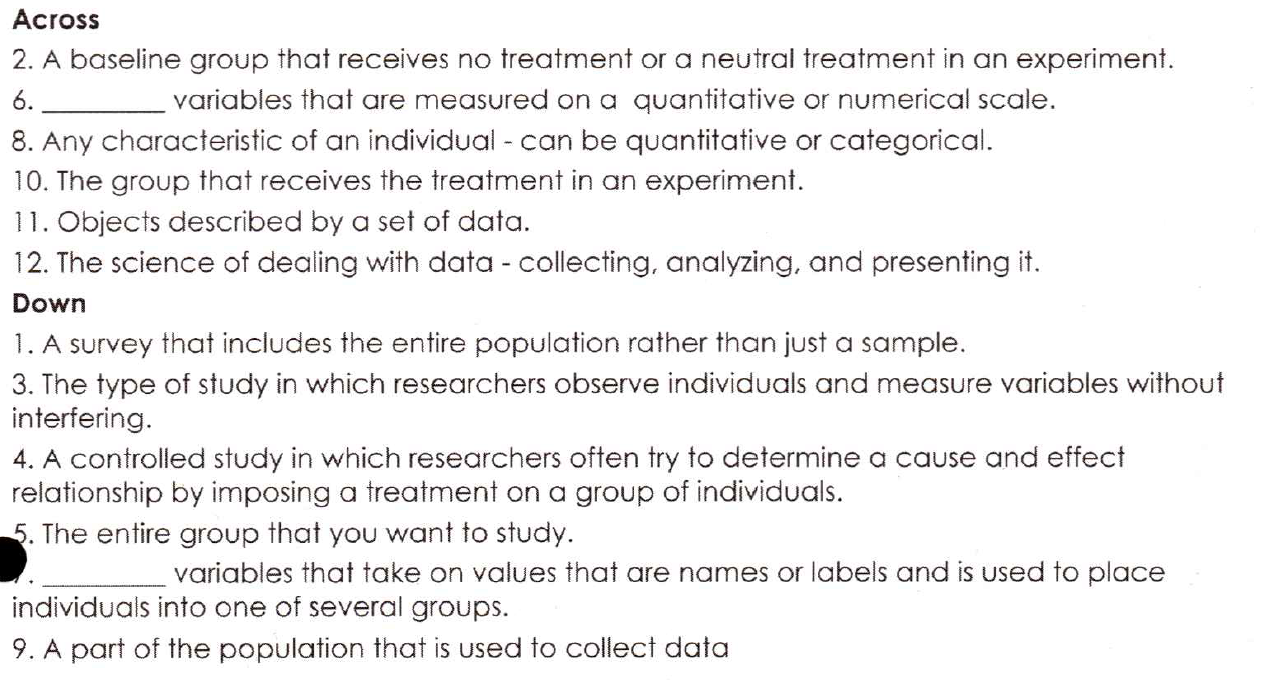 Across
2. A baseline group that receives no treatment or a neutral treatment in an experiment.
6. _________ variables that are measured on a quantitative or numerical scale.
8. Any characteristic of an individual - can be quantitative or categorical.
10. The group that receives the treatment in an experiment.
11. Objects described by a set of data.
12. The science of dealing with data - collecting, analyzing, and presenting it.
Down
1. A survey that includes the entire population rather than just a sample.
3. The type of study in which researchers observe individuals and measure variables without
interfering.
4. A controlled study in which researchers often try to determine a cause and effect
relationship by imposing a treatment on a group of individuals.
5. The entire group that you want to study.
. _________ variables that take on values that are names or labels and is used to place
individuals into one of several groups.
9. A part of the population that is used to collect data